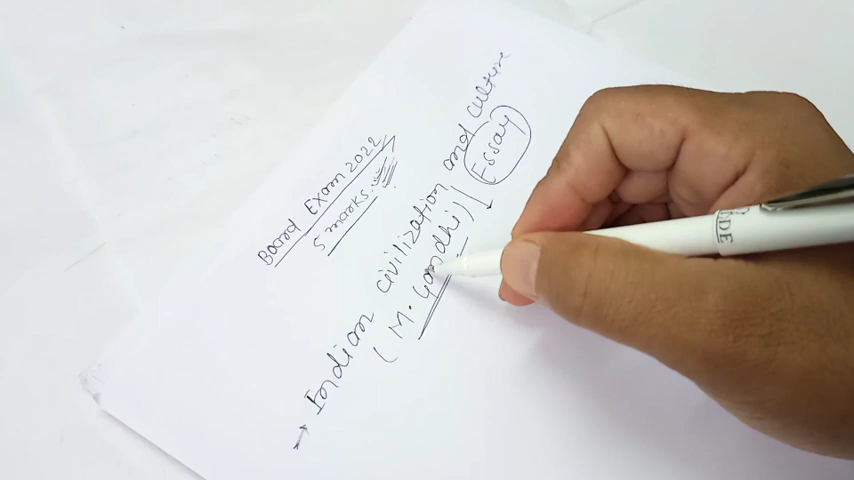 Board Exam 2022
5 marks
→ Indian civilization and culture
(M. Gandhi)
Essay